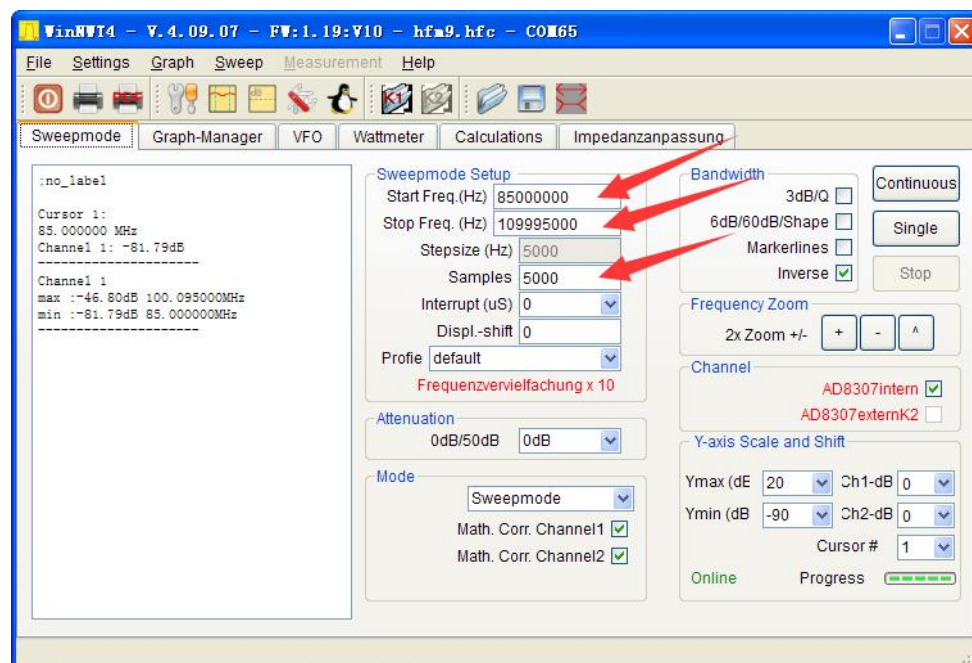 WinNWT4 - V.4.09.07 - FW:1.19:V10 - hfm9.hfc - COM65
File Settings Graph Sweep Measurement Help
K1
Sweepmode Graph-Manager VFO Wattmeter Calculations Impedanzanpassung
;no_label
Cursor 1:
85.000000 MHz
Channel 1: -81.79dB
---------------------
Channel 1
max :-46.80dB 100.095000MHz
min :-81.79dB 85.000000MHz
---------------------
Sweepmode Setup
Start Freq.(Hz) 85000000
Stop Freq. (Hz) 109995000
Stepsize (Hz) 5000
Samples 5000
Interrupt (uS) 0
Displ.-shift 0
Profie default
Frequenzvervielfachung x 10
Attenuation
0dB/50dB 0dB
Mode
Sweepmode
Math. Corr. Channel1
Math. Corr. Channel2
Bandwidth
3dB/Q
6dB/60dB/Shape
Markerlines
Inverse
Continuous
Single
Stop
Frequency Zoom
2x Zoom +/- + - ^
Channel
AD8307intern
AD8307externK2
Y-axis Scale and Shift
Ymax (dE 20 Ch1-dB 0
Ymin (dB -90 Ch2-dB 0
Cursor # 1
Online Progress